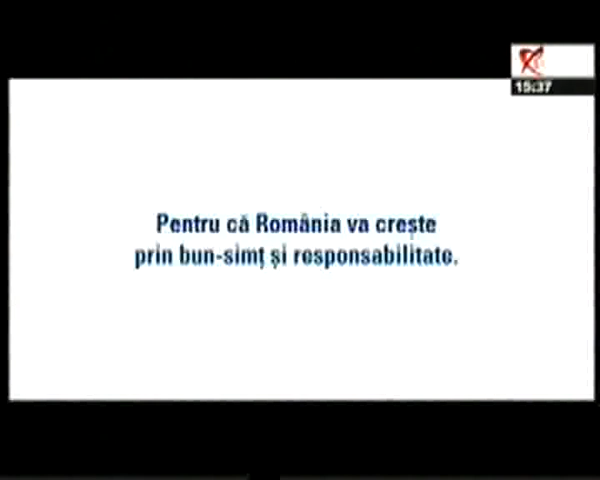 15:37
Pentru că România va crește
prin bun-simț și responsabilitate.